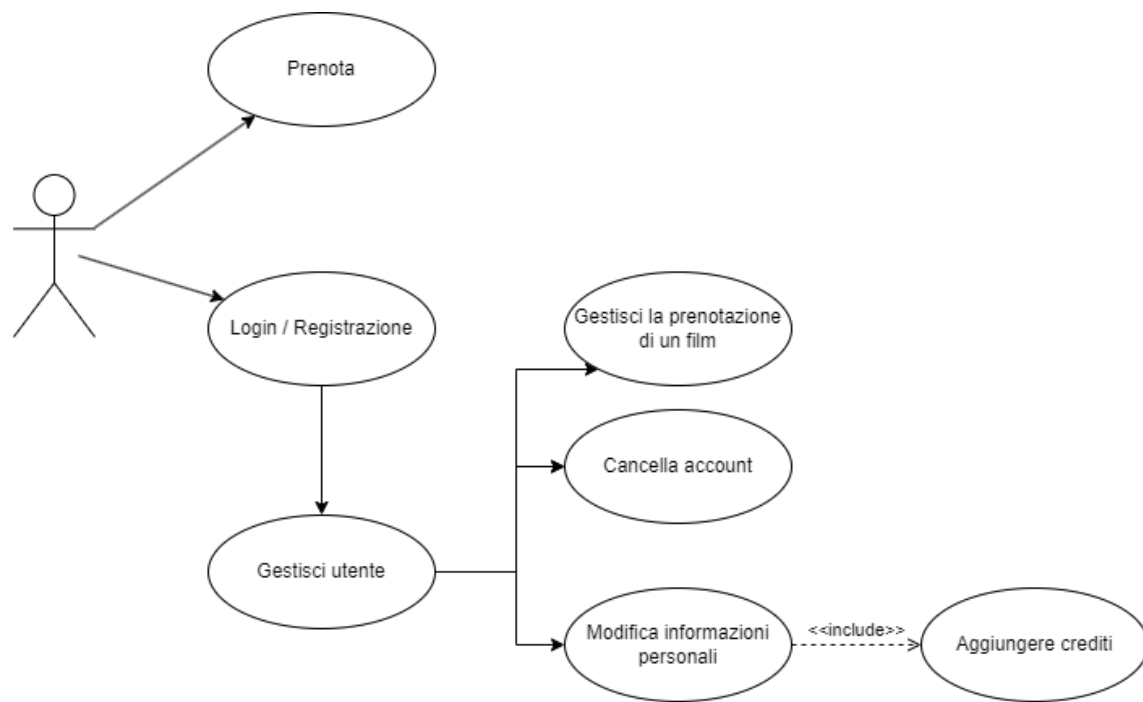 Prenota
Login / Registrazione
Gestisci la prenotazione
di un film
Cancella account
Gestisci utente
Modifica informazioni
personali
<<include>>
Aggiungere crediti